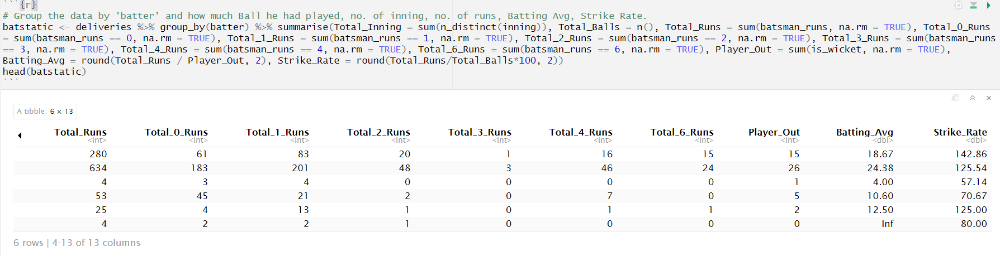 ```{r}
# Group the data by 'batter' and how much Ball he had played, no. of inning, no. of runs, Batting Avg, Strike Rate.
batstatic <- deliveries %>% group_by(batter) %>% summarise(Total_Inning = sum(n_distinct(inning)), Total_Balls = n(), Total_Runs = sum(batsman_runs, na.rm = TRUE), Total_0_Runs
= sum(batsman_runs == 0, na.rm = TRUE), Total_1_Runs = sum(batsman_runs == 1, na.rm = TRUE), Total_2_Runs = sum(batsman_runs == 2, na.rm = TRUE), Total_3_Runs = sum(batsman_runs
== 3, na.rm = TRUE), Total_4_Runs = sum(batsman_runs == 4, na.rm = TRUE), Total_6_Runs = sum(batsman_runs == 6, na.rm = TRUE), Player_Out = sum(is_wicket, na.rm = TRUE),
Batting_Avg = round(Total_Runs / Player_Out, 2), Strike_Rate = round(Total_Runs/Total_Balls*100, 2))
head(batstatic)
```
A tibble: 6 × 13
Total_Runs Total_0_Runs Total_1_Runs Total_2_Runs Total_3_Runs Total_4_Runs Total_6_Runs Player_Out Batting_Avg Strike_Rate
<int> <int> <int> <int> <int> <int> <int> <int> <dbl> <dbl>
280 61 83 20 1 16 15 15 18.67 142.86
634 183 201 48 3 46 24 26 24.38 125.54
4 3 4 0 0 0 0 1 4.00 57.14
53 45 21 2 0 7 0 5 10.60 70.67
25 4 13 1 0 1 1 2 12.50 125.00
4 2 2 1 0 0 0 0 Inf 80.00
6 rows | 4-13 of 13 columns